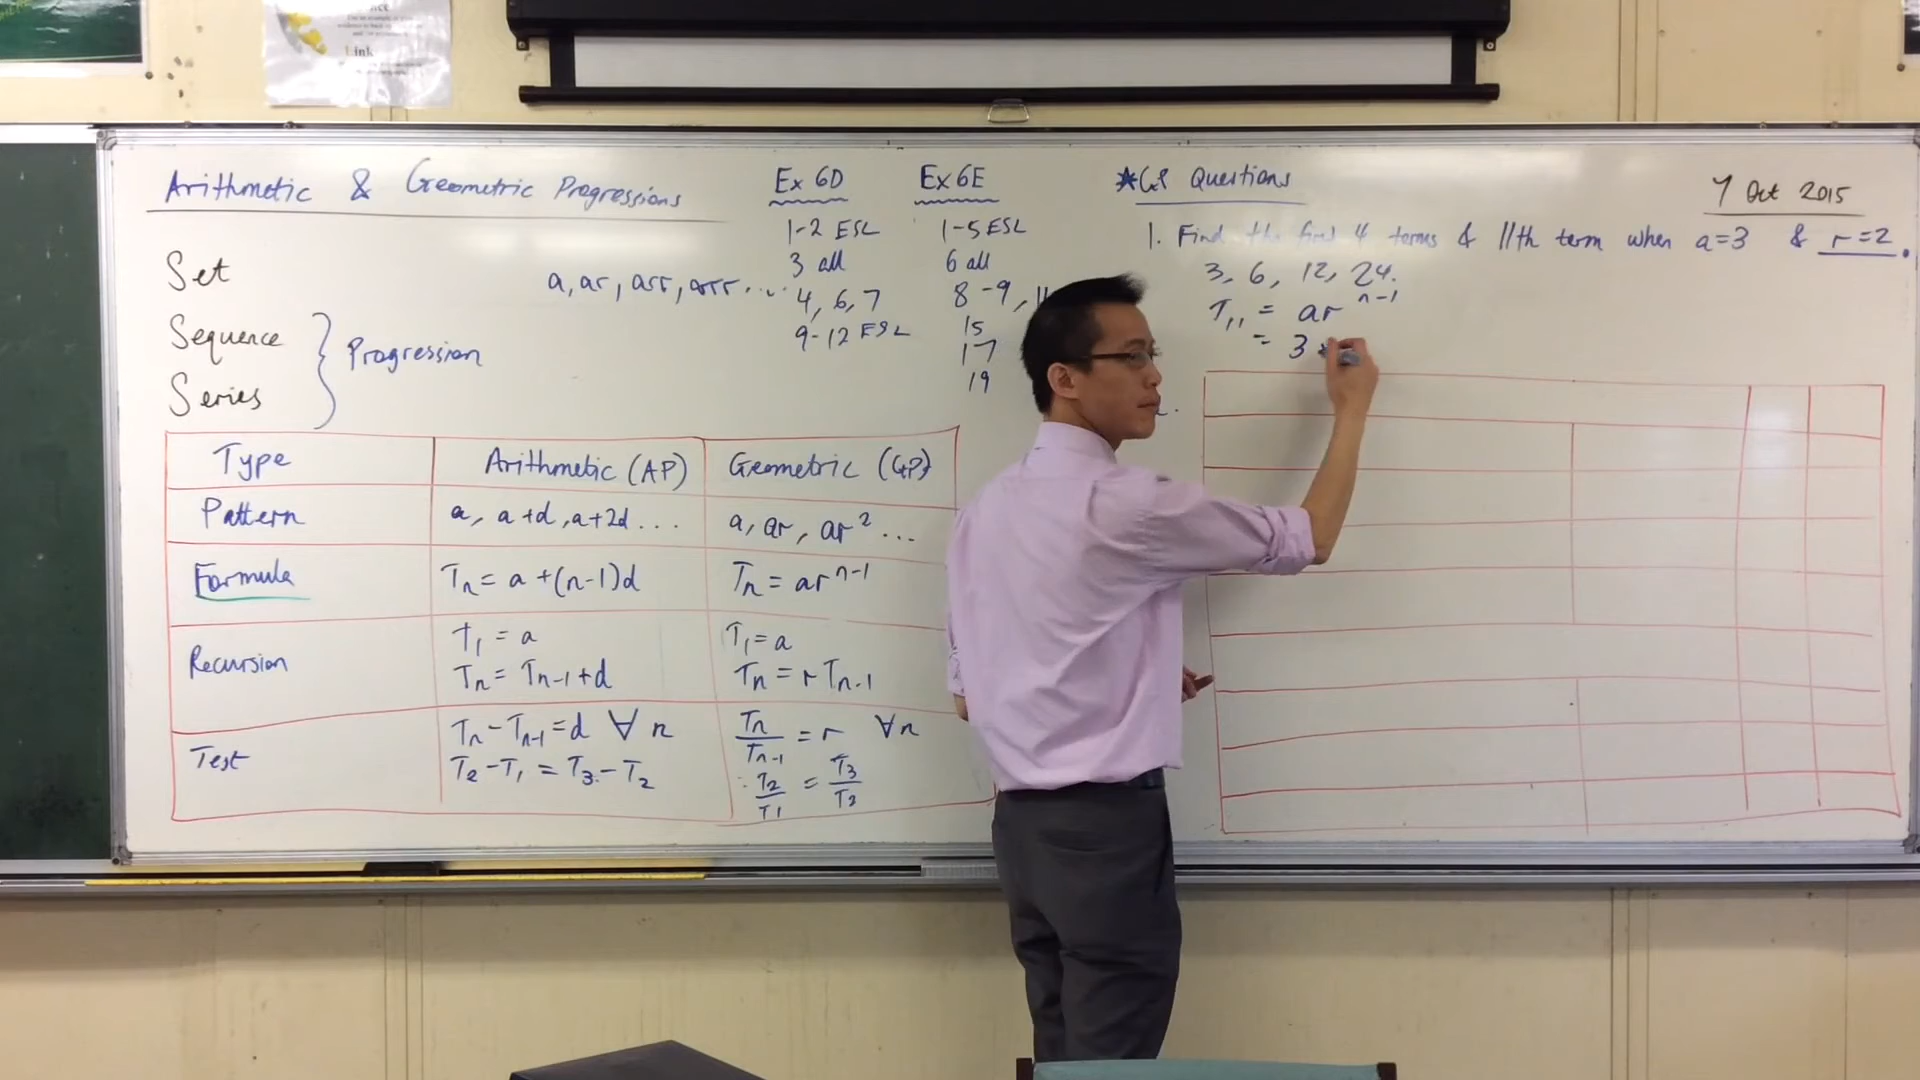 Link
Arithmetic & Geometric Progressions
Set
Sequence
Series
Progression
a, ar, arr, arrr.....
Ex 6D
1-2 ESL
3 all
4, 6, 7
9-12 ESL
Ex 6E
1-5 ESL
6 all
8-9, 11
15
17
19
Type Arithmetic (AP) Geometric (GP)
Pattern a, a+d, a+2d ... a, ar, ar² ...
Formula Tₙ = a + (n-1)d Tₙ = arⁿ⁻¹
Recursion T₁ = a T₁ = a
Tₙ = Tₙ₋₁ + d Tₙ = r Tₙ₋₁
Test Tₙ - Tₙ₋₁ = d ∀ n Tₙ/Tₙ₋₁ = r ∀ n
T₂ - T₁ = T₃ - T₂ T₂/T₁ = T₃/T₂
*GP Questions
7 Oct 2015
1. Find the first 4 terms & 11th term when a=3 & r=2.
3, 6, 12, 24.
T₁₁ = arⁿ⁻¹
= 3 ×